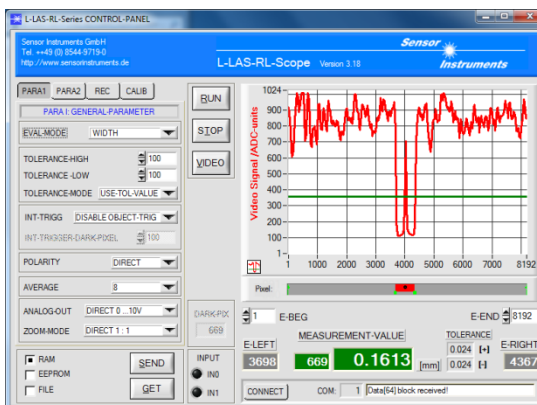 L-LAS-RL-Series CONTROL-PANEL
Sensor Instruments GmbH
Tel. ++49 (0) 8544-9719-0
http://www.sensorinstruments.de
Sensor
Instruments
L-LAS-RL-Scope Version 3.18
PARA1 PARA2 REC CALIB
PARA I: GENERAL-PARAMETER
EVAL-MODE WIDTH
TOLERANCE-HIGH 100
TOLERANCE -LOW 100
TOLERANCE-MODE USE-TOL-VALUE
INT-TRIGG DISABLE OBJECT-TRIG
INT-TRIGGER-DARK-PIXEL 100
POLARITY DIRECT
AVERAGE 8
ANALOG-OUT DIRECT 0 ...10V
ZOOM-MODE DIRECT 1 : 1
RAM
EEPROM
FILE
SEND
GET
RUN
STOP
VIDEO
DARK-PIX
669
INPUT
IN0
IN1
Video Signal /ADC-units
1024
900
800
700
600
500
400
300
200
100
1
1 1000 2000 3000 4000 5000 6000 7000 8192
Pixel:
1 E-BEG
E-END 8192
E-LEFT
3698
MEASUREMENT-VALUE
669 0.1613 [mm]
TOLERANCE
0.024 [+]
0.024 [-]
E-RIGHT
4367
CONNECT COM: 1 Data[64] block received!